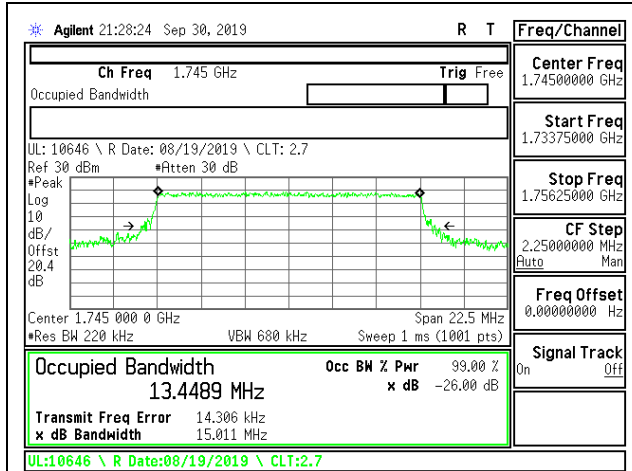 Agilent 21:28:24 Sep 30, 2019 R T
Ch Freq 1.745 GHz Trig Free
Occupied Bandwidth
UL: 10646 \ R Date: 08/19/2019 \ CLT: 2.7
Ref 30 dBm #Atten 30 dB
#Peak
Log
10
dB/
Offst
20.4
dB
Center 1.745 000 0 GHz Span 22.5 MHz
#Res BW 220 kHz VBW 680 kHz Sweep 1 ms (1001 pts)
Occupied Bandwidth Occ BW % Pwr 99.00 %
13.4489 MHz x dB -26.00 dB
Transmit Freq Error 14.306 kHz
x dB Bandwidth 15.011 MHz
UL:10646 \ R Date:08/19/2019 \ CLT:2.7
Freq/Channel
Center Freq
1.74500000 GHz
Start Freq
1.73375000 GHz
Stop Freq
1.75625000 GHz
CF Step
2.25000000 MHz
Auto Man
Freq Offset
0.00000000 Hz
Signal Track
On Off